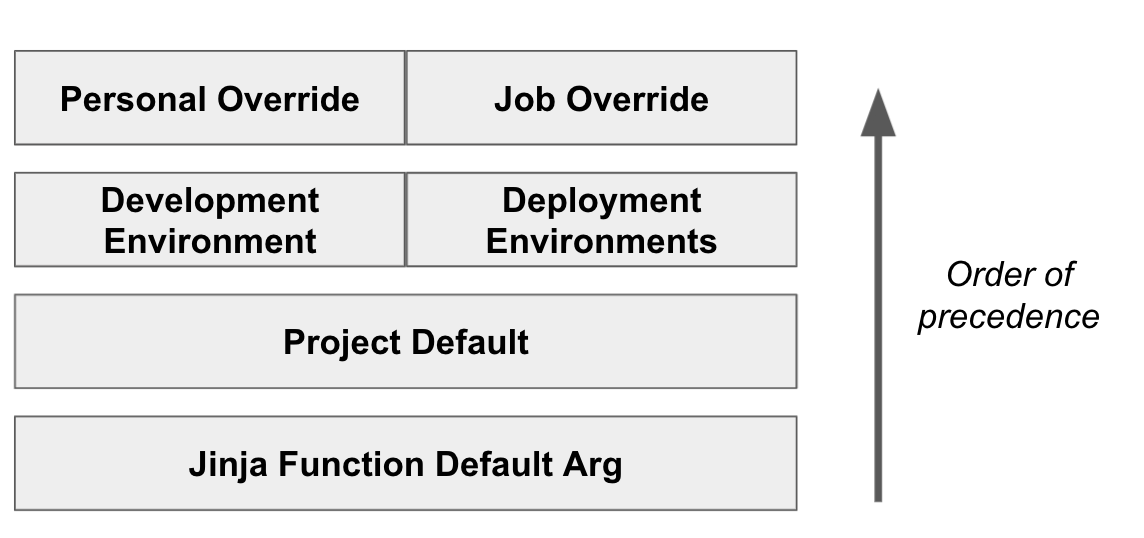 Personal Override
Job Override
Development
Environment
Deployment
Environments
Project Default
Jinja Function Default Arg
Order of
precedence